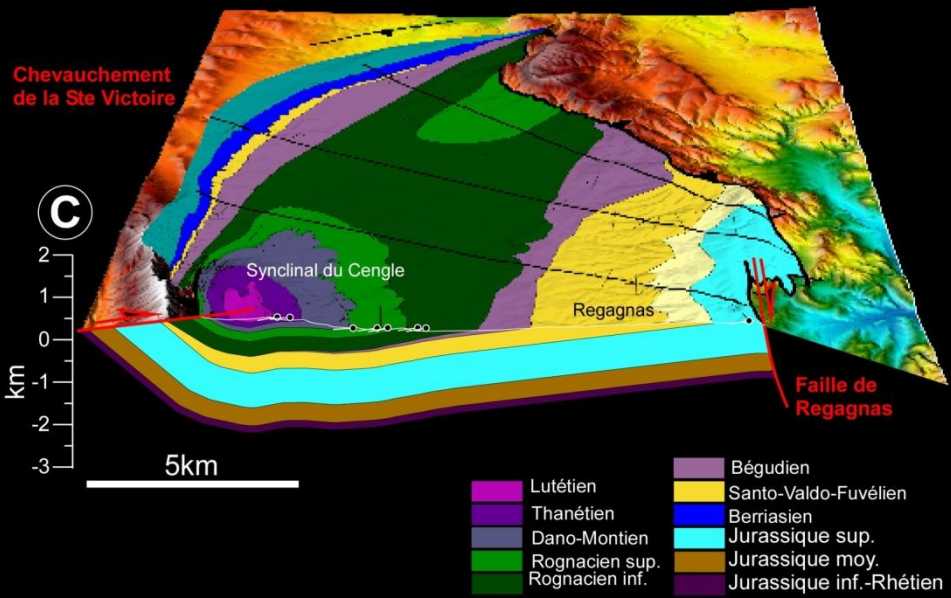 Chevauchement
de la Ste Victoire
C
2
1
0
-1
-2
-3
km
Synclinal du Cengle
Regagnas
Faille de
Regagnas
5km
Lutétien
Thanétien
Dano-Montien
Rognacien sup.
Rognacien inf.
Bégudien
Santo-Valdo-Fuvélien
Berriasien
Jurassique sup.
Jurassique moy.
Jurassique inf.-Rhétien